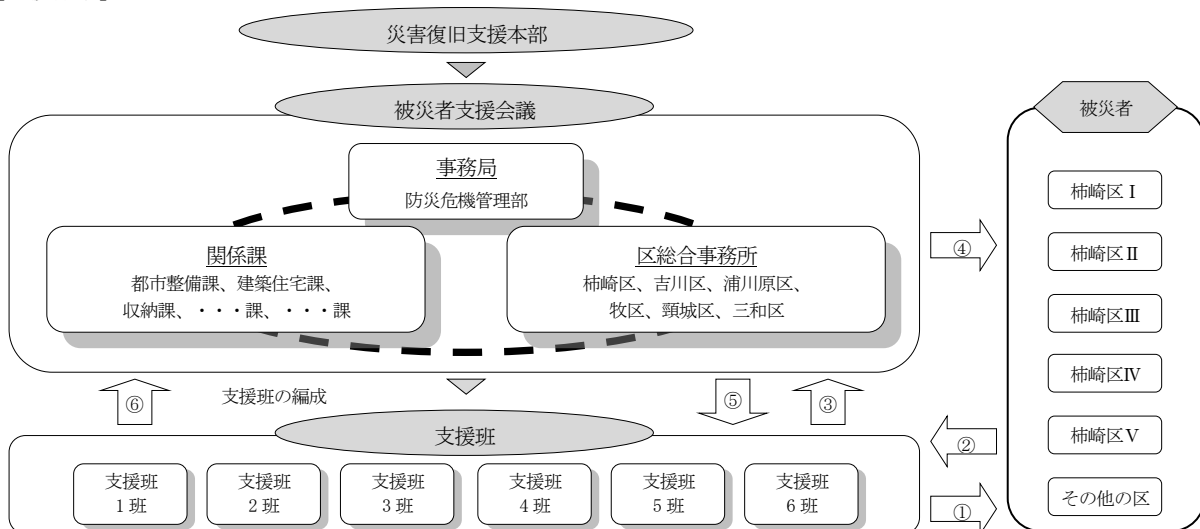 災害復旧支援本部
被災者支援会議
事務局
防災危機管理部
関係課
都市整備課、建築住宅課、
収納課、・・・課、・・・課
区総合事務所
柿崎区、吉川区、浦川原区、
牧区、頸城区、三和区
④
被災者
柿崎区Ⅰ
柿崎区Ⅱ
柿崎区Ⅲ
柿崎区Ⅳ
柿崎区Ⅴ
その他の区
⑥
支援班の編成
⑤
③
②
①
支援班
支援班
1班
支援班
2班
支援班
3班
支援班
4班
支援班
5班
支援班
6班